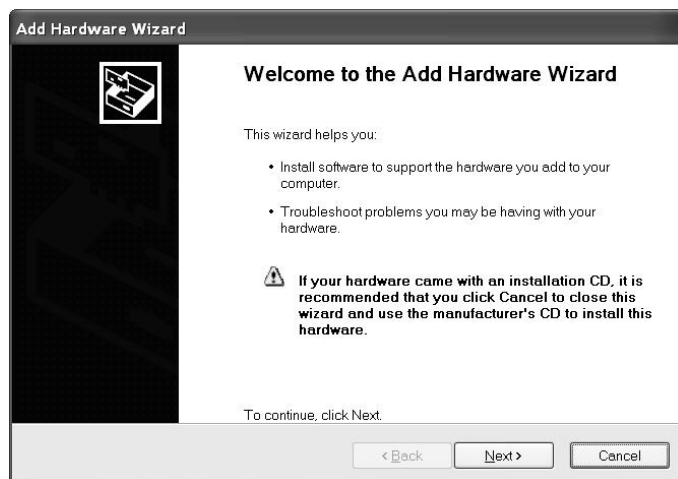 Add Hardware Wizard
Welcome to the Add Hardware Wizard
This wizard helps you:
• Install software to support the hardware you add to your
computer.
• Troubleshoot problems you may be having with your
hardware.
If your hardware came with an installation CD, it is
recommended that you click Cancel to close this
wizard and use the manufacturer's CD to install this
hardware.
To continue, click Next.
< Back Next > Cancel